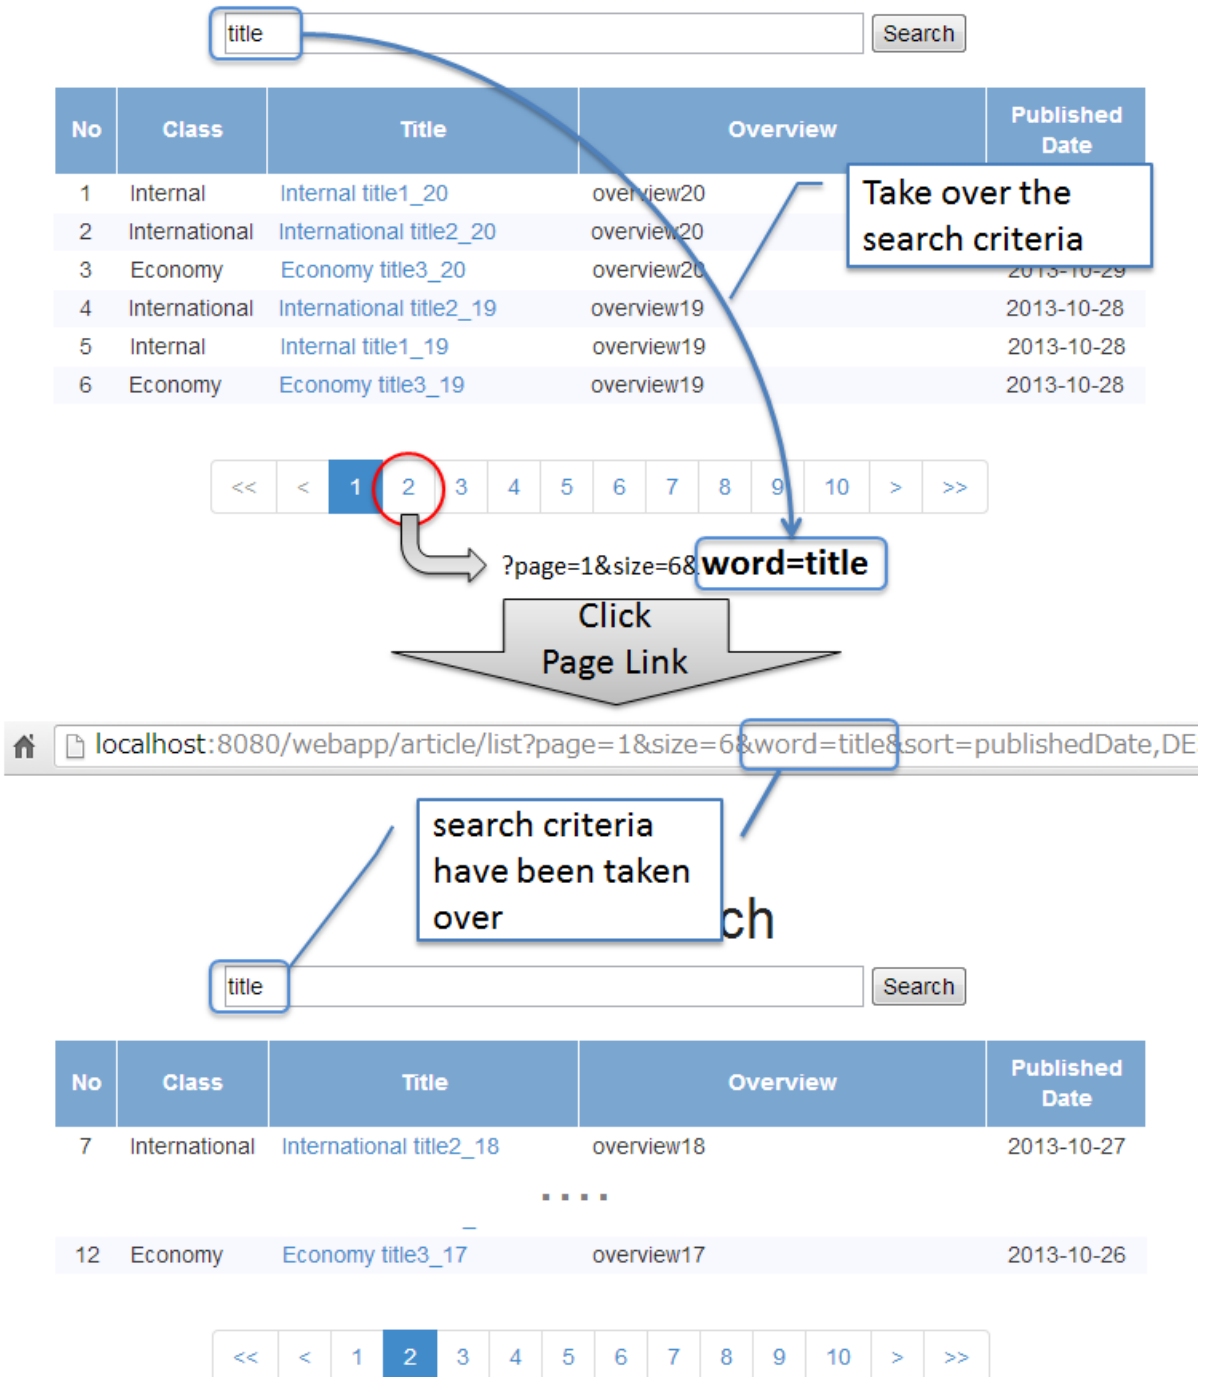 title Search
No Class Title Overview Published Date
1 Internal Internal title1_20 overview20
2 International International title2_20 overview20
3 Economy Economy title3_20 overview20 2013-10-29
4 International International title2_19 overview19 2013-10-28
5 Internal Internal title1_19 overview19 2013-10-28
6 Economy Economy title3_19 overview19 2013-10-28
Take over the
search criteria
<< < 1 2 3 4 5 6 7 8 9 10 > >>
?page=1&size=6&word=title
Click
Page Link
localhost:8080/webapp/article/list?page=1&size=6&word=title&sort=publishedDate,DE
search criteria
have been taken
over
ch
title Search
No Class Title Overview Published Date
7 International International title2_18 overview18 2013-10-27
....
12 Economy Economy title3_17 overview17 2013-10-26
<< < 1 2 3 4 5 6 7 8 9 10 > >>